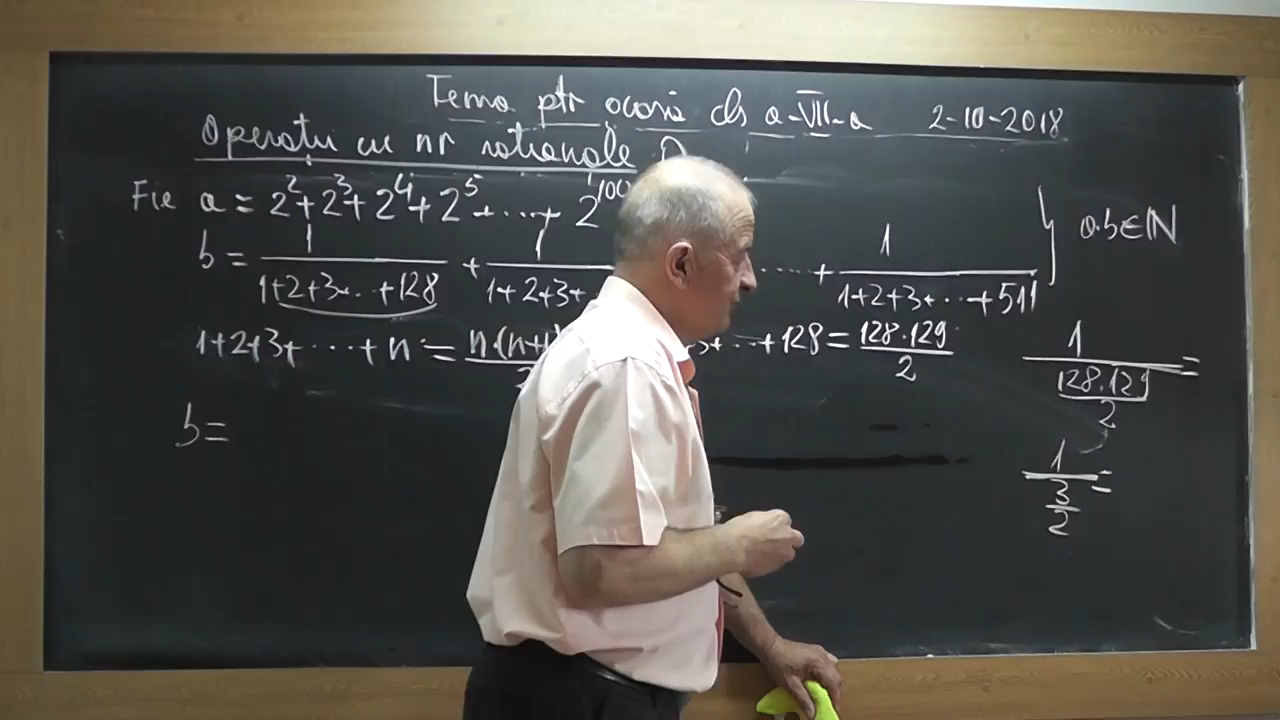 Tema ptr acasă cls a-VII-a 2-10-2018
Operații cu nr raționale
Fie a = 2² + 2³ + 2⁴ + 2⁵ + ... + 2¹⁰⁰
b = 1/(1+2+3+...+128) + 1/(1+2+3+ ....+ 1/(1+2+3+...+511) } a·b∈ℕ
1+2+3+...+n = n·(n+1)/2 +...+128 = 128·129/2
1/(128·129/2) =
b =
1/(3/2) =